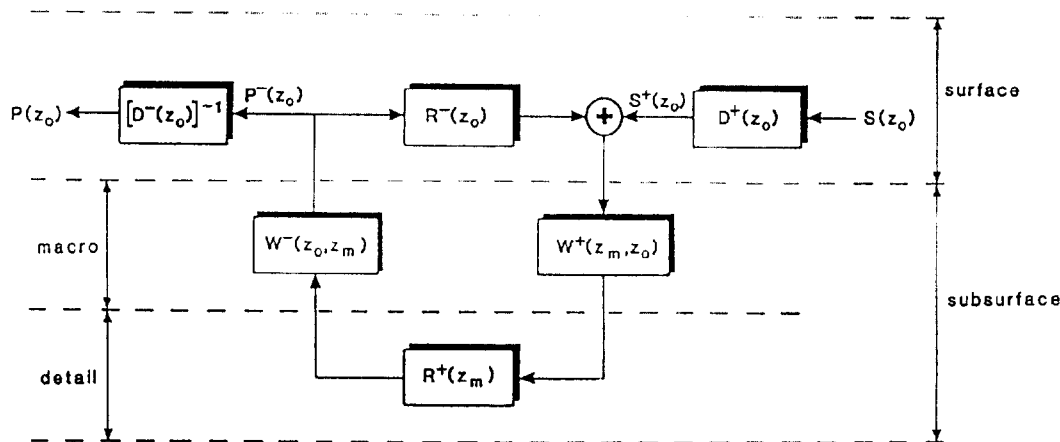 P(z₀)
[D⁻(z₀)]⁻¹
P⁻(z₀)
R⁻(z₀)
+
S⁺(z₀)
D⁺(z₀)
S(z₀)
surface
macro
W⁻(z₀,zₘ)
W⁺(zₘ,z₀)
subsurface
detail
R⁺(zₘ)